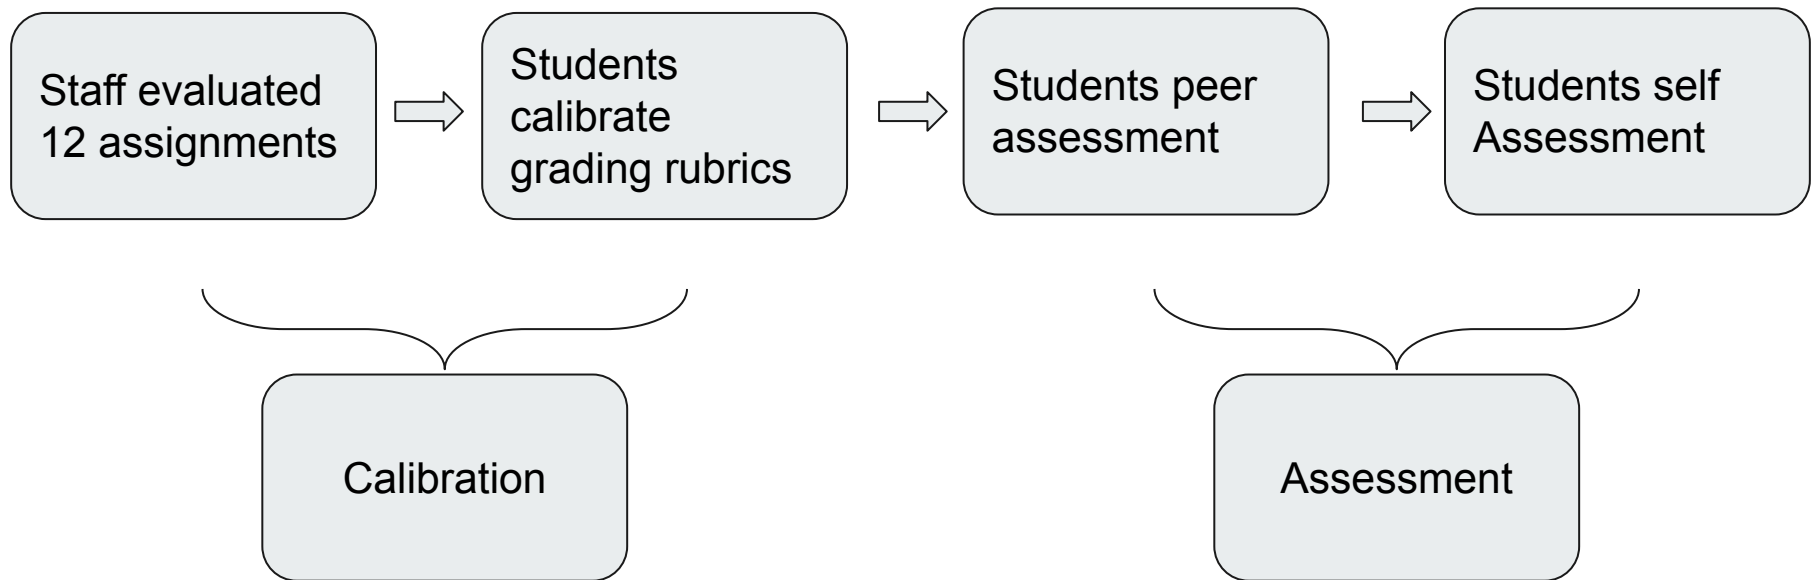 Staff evaluated
12 assignments
Students
calibrate
grading rubrics
Students peer
assessment
Students self
Assessment
Calibration
Assessment